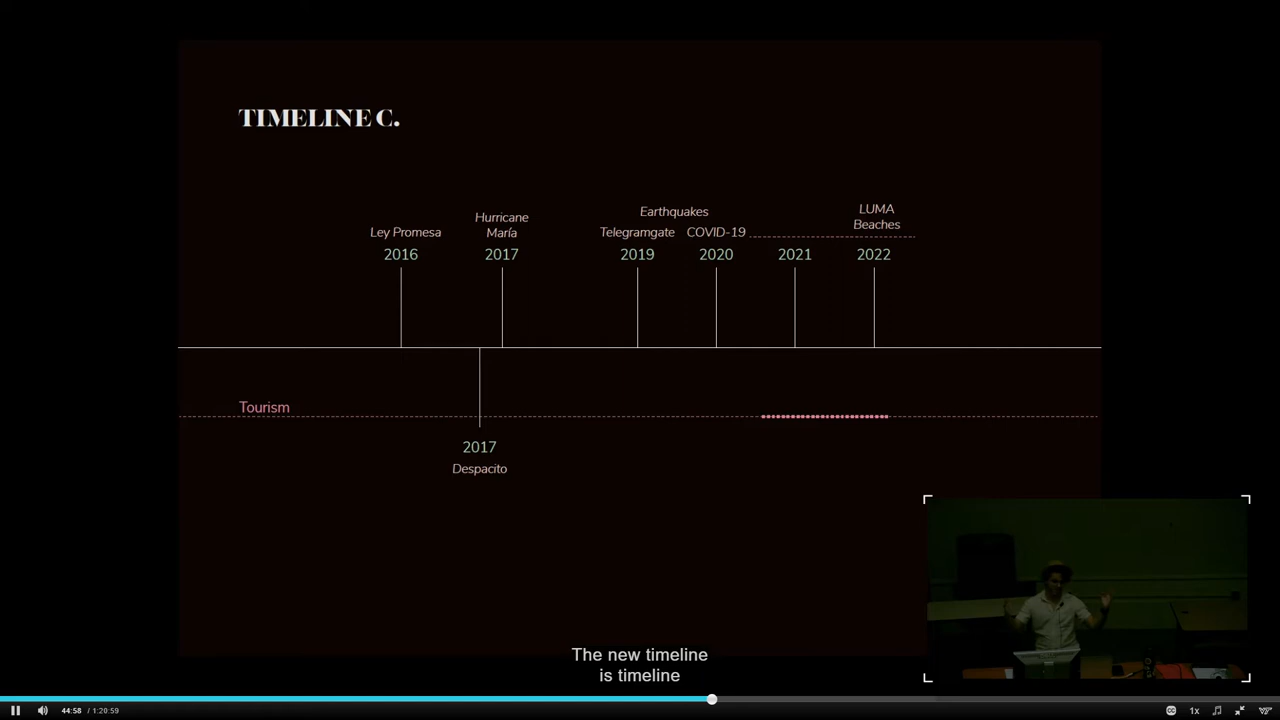 TIMELINE C.
LUMA
Earthquakes
Hurricane
Beaches
Ley Promesa
María
Telegramgate
COVID-19
2016
2017
2019
2020
2021
2022
Tourism
2017
Despacito
The new timeline
is timeline
44:58 / 1:20:59
CC
1x